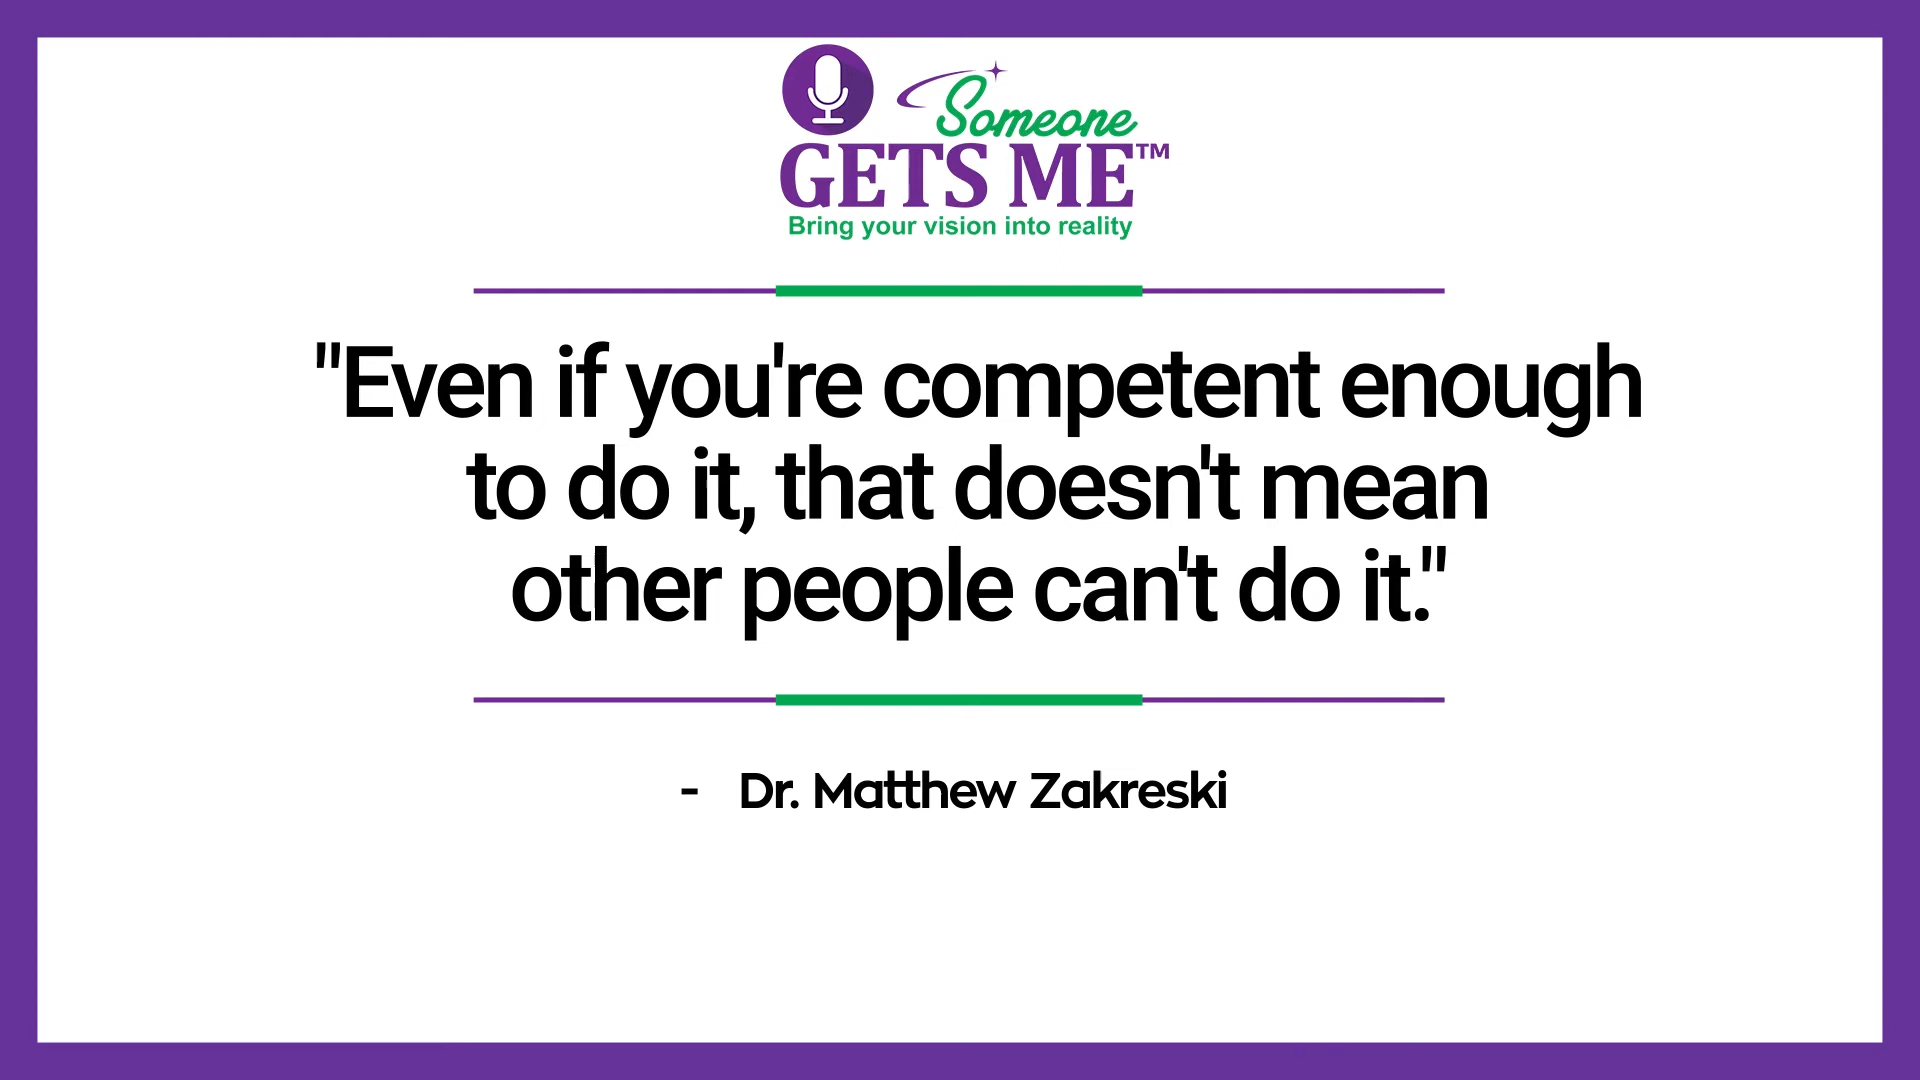 Someone
GETS ME™
Bring your vision into reality
"Even if you're competent enough
to do it, that doesn't mean
other people can't do it."
- Dr. Matthew Zakreski